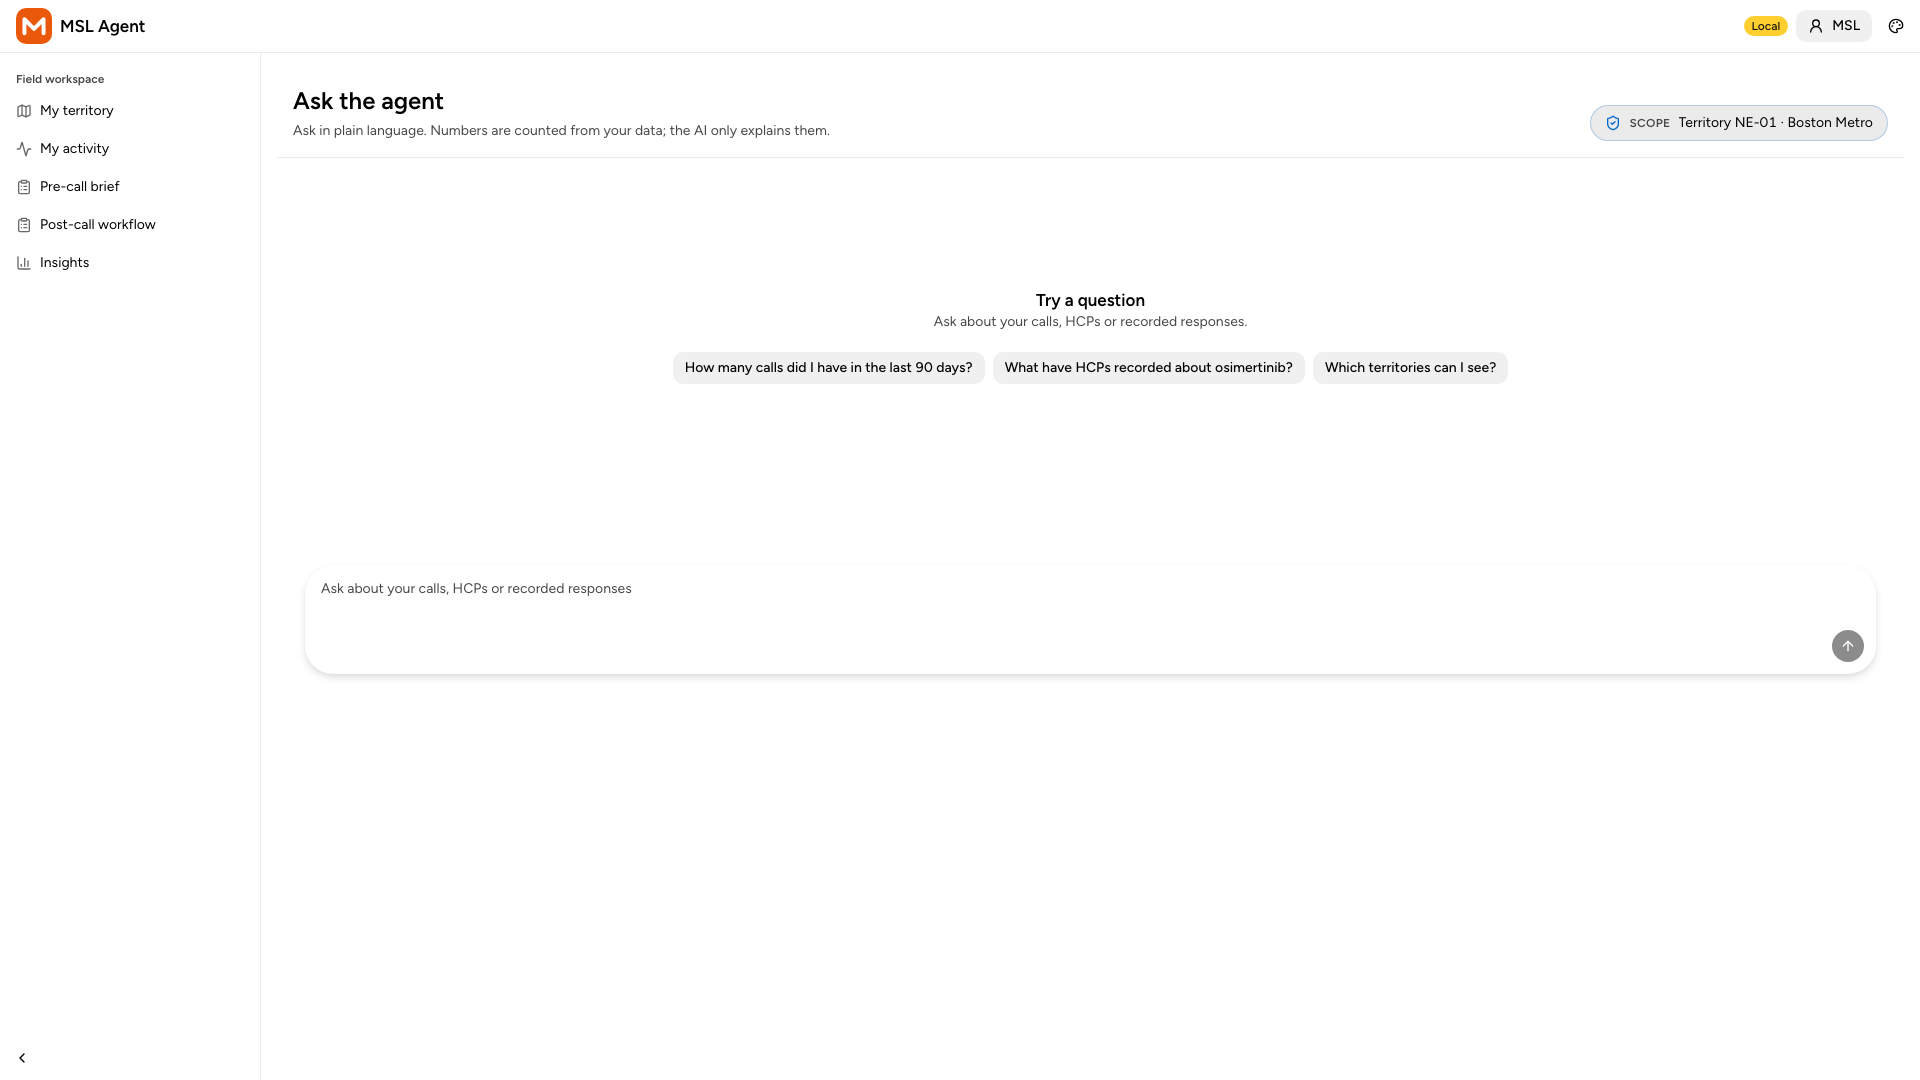 MSL Agent
Local
MSL
Field workspace
My territory
My activity
Pre-call brief
Post-call workflow
Insights
Ask the agent
Ask in plain language. Numbers are counted from your data; the AI only explains them.
SCOPE Territory NE-01 · Boston Metro
Try a question
Ask about your calls, HCPs or recorded responses.
How many calls did I have in the last 90 days?
What have HCPs recorded about osimertinib?
Which territories can I see?
Ask about your calls, HCPs or recorded responses